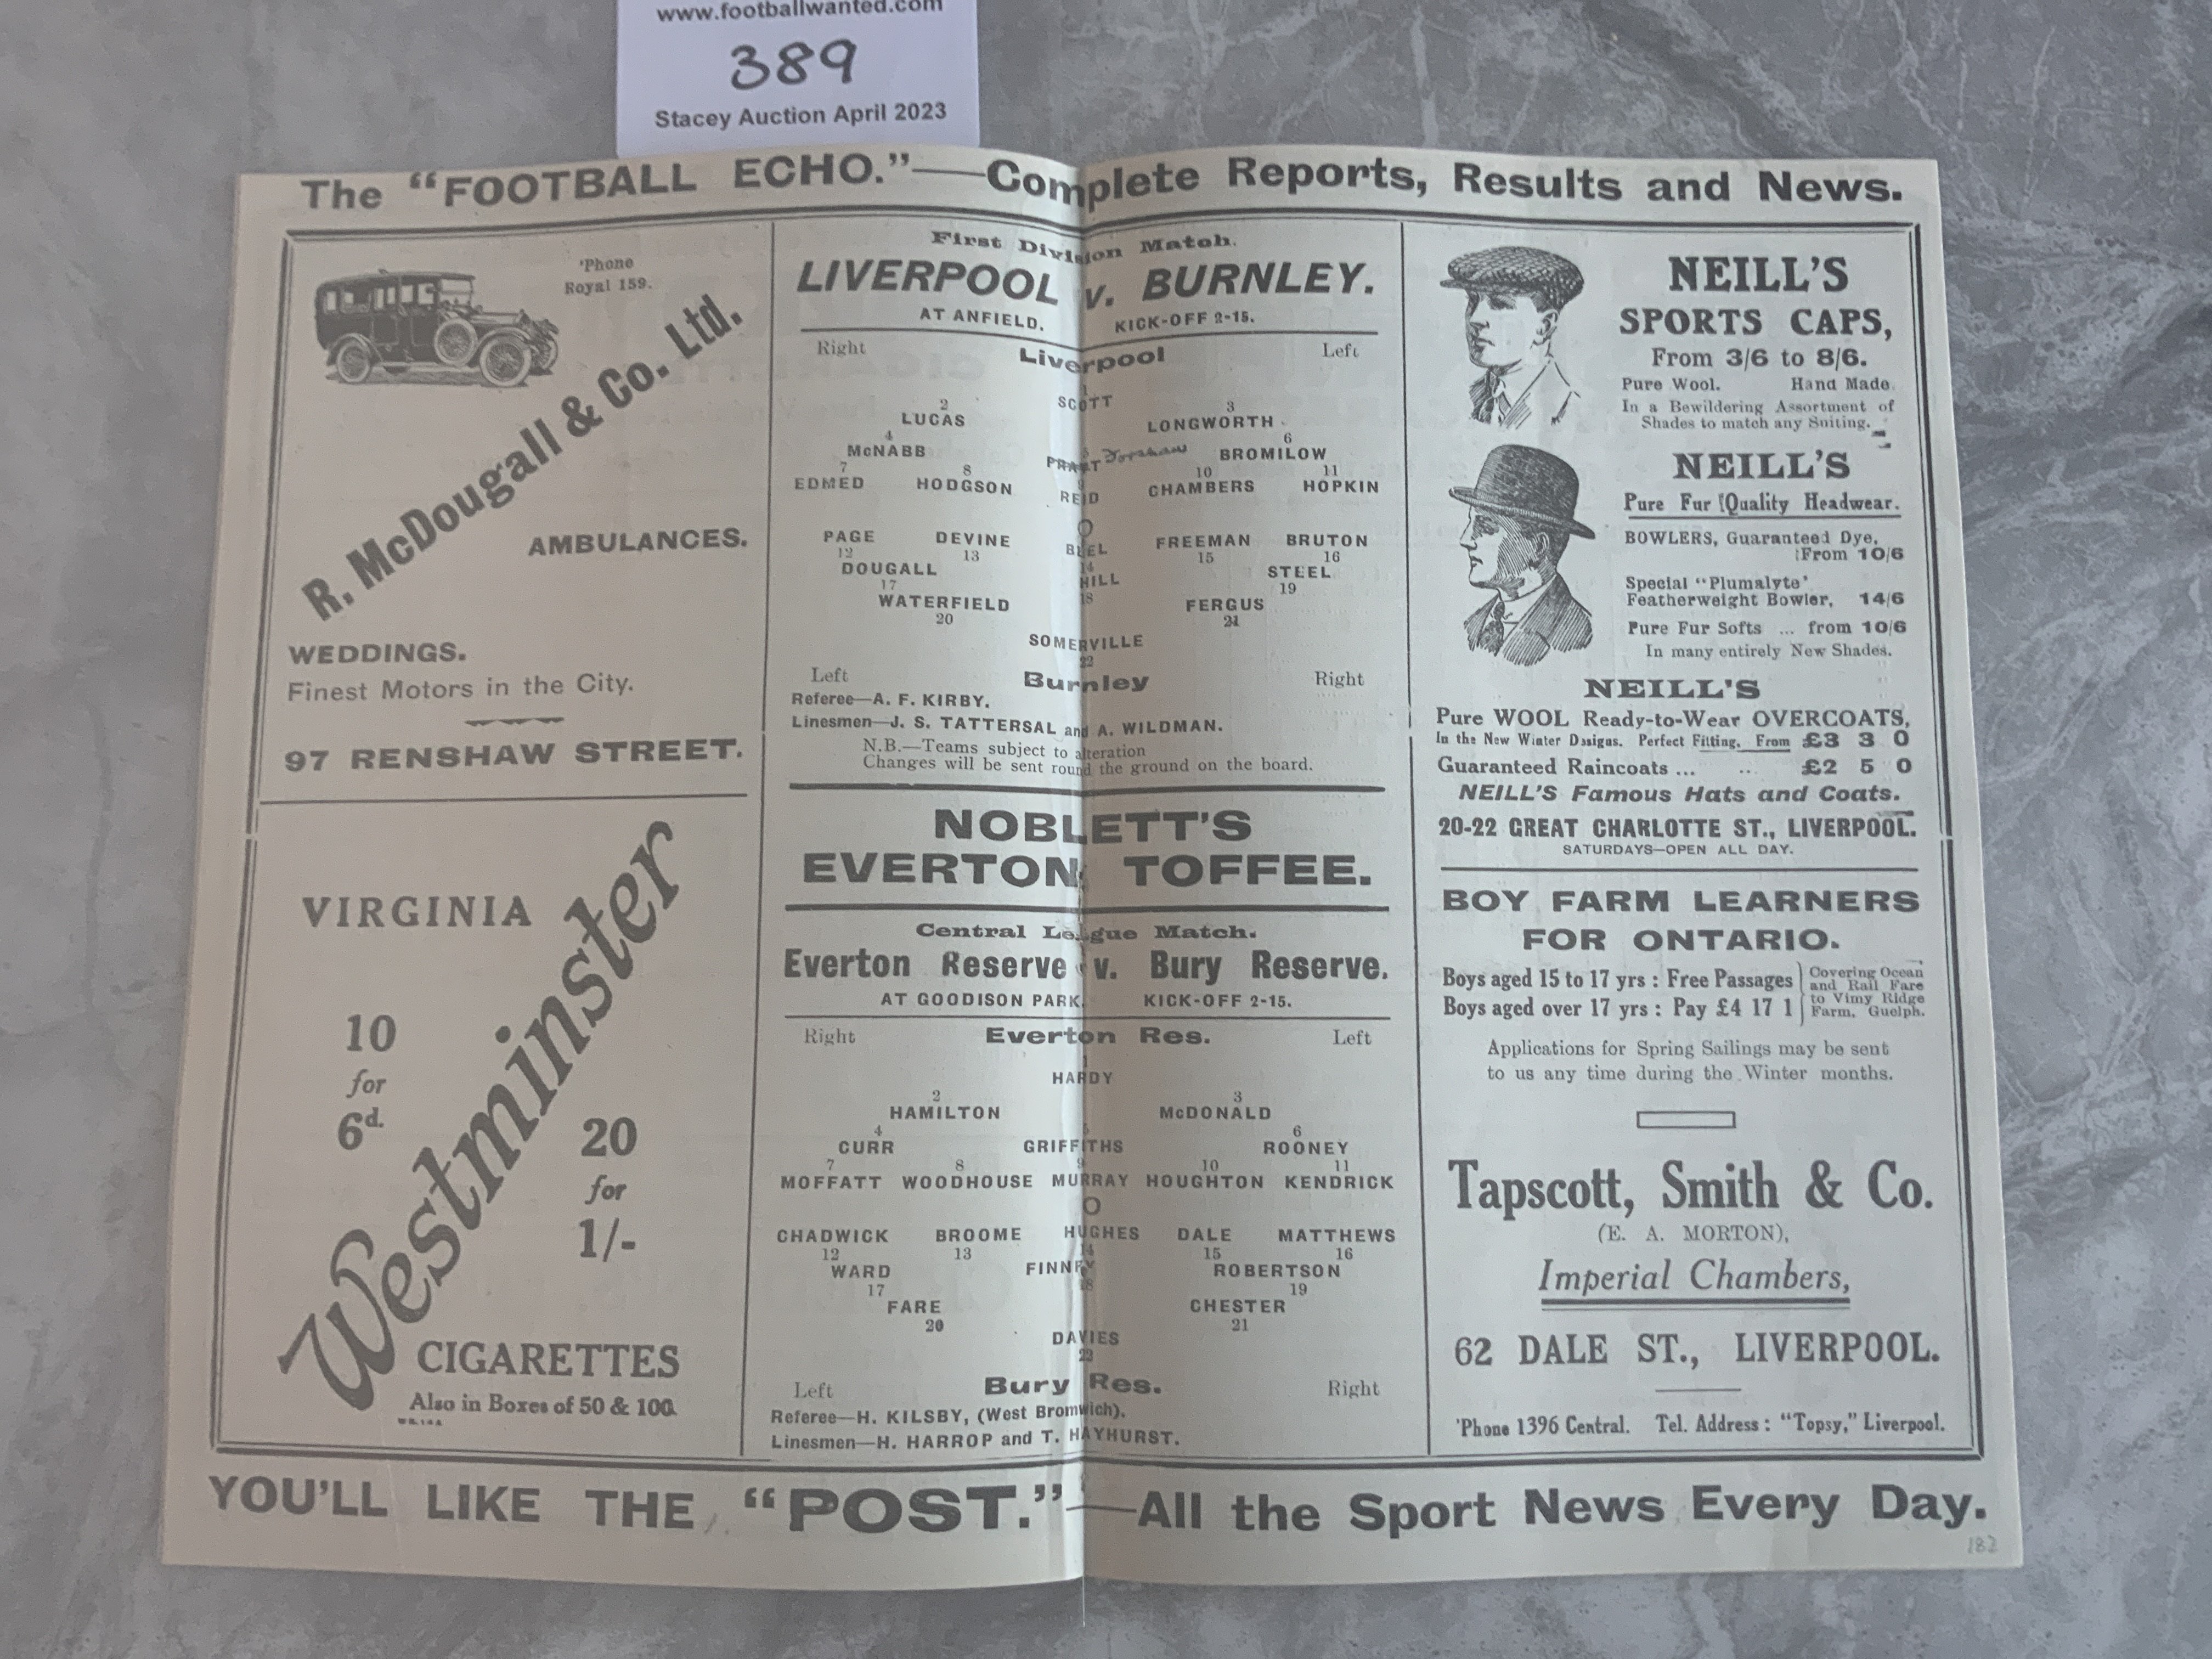 www.footballwanted.com
389
Stacey Auction April 2023
The "FOOTBALL ECHO."—Complete Reports, Results and News.
'Phone
Royal 159.
R. McDougall & Co. Ltd.
AMBULANCES.
WEDDINGS.
Finest Motors in the City.
97 RENSHAW STREET.
VIRGINIA
Westminster
10
for
6d.
20
for
1/-
CIGARETTES
Also in Boxes of 50 & 100.
First Division Match.
LIVERPOOL v. BURNLEY.
AT ANFIELD. KICK-OFF 2-15.
Right Liverpool Left
1
SCOTT
2 3
LUCAS LONGWORTH
4 5 6
McNABB PRATT Forshaw BROMILOW
7 8 9 10 11
EDMED HODGSON REID CHAMBERS HOPKIN
O
PAGE DEVINE BEEL FREEMAN BRUTON
12 13 14 15 16
DOUGALL HILL STEEL
17 18 19
WATERFIELD FERGUS
20 21
SOMERVILLE
22
Left Burnley Right
Referee—A. F. KIRBY.
Linesmen—J. S. TATTERSAL and A. WILDMAN.
N.B.—Teams subject to alteration
Changes will be sent round the ground on the board.
NOBLETT'S
EVERTON TOFFEE.
Central League Match.
Everton Reserve v. Bury Reserve.
AT GOODISON PARK. KICK-OFF 2-15.
Right Everton Res. Left
1
HARDY
2 3
HAMILTON McDONALD
4 5 6
CURR GRIFFITHS ROONEY
7 8 9 10 11
MOFFATT WOODHOUSE MURRAY HOUGHTON KENDRICK
O
CHADWICK BROOME HUGHES DALE MATTHEWS
12 13 14 15 16
WARD FINNEY ROBERTSON
17 18 19
FARE CHESTER
20 21
DAVIES
22
Left Bury Res. Right
Referee—H. KILSBY, (West Bromwich).
Linesmen—H. HARROP and T. HAYHURST.
NEILL'S
SPORTS CAPS,
From 3/6 to 8/6.
Pure Wool. Hand Made.
In a Bewildering Assortment of
Shades to match any Suiting.
NEILL'S
Pure Fur Quality Headwear.
BOWLERS, Guaranteed Dye,
From 10/6
Special "Plumalyte"
Featherweight Bowler, 14/6
Pure Fur Softs ... from 10/6
In many entirely New Shades.
NEILL'S
Pure WOOL Ready-to-Wear OVERCOATS,
In the New Winter Dsaigns. Perfect Fitting. From £3 3 0
Guaranteed Raincoats ... .. £2 5 0
NEILL'S Famous Hats and Coats.
20-22 GREAT CHARLOTTE ST., LIVERPOOL.
SATURDAYS—OPEN ALL DAY.
BOY FARM LEARNERS
FOR ONTARIO.
Boys aged 15 to 17 yrs : Free Passages
Boys aged over 17 yrs : Pay £4 17 1
Covering Ocean
and Rail Fare
to Vimy Ridge
Farm, Guelph.
Applications for Spring Sailings may be sent
to us any time during the Winter months.
Tapscott, Smith & Co.
(E. A. MORTON),
Imperial Chambers,
62 DALE ST., LIVERPOOL.
'Phone 1396 Central. Tel. Address : "Topsy," Liverpool.
YOU'LL LIKE THE "POST."—All the Sport News Every Day.
182